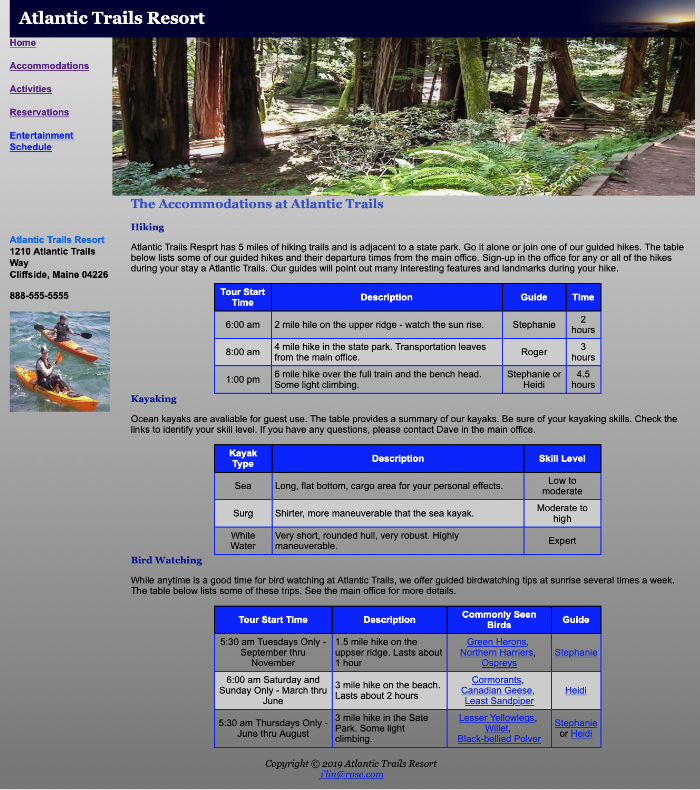 Atlantic Trails Resort
Home
Accommodations
Activities
Reservations
Entertainment
Schedule
Atlantic Trails Resort
1210 Atlantic Trails
Way
Cliffside, Maine 04226
888-555-5555
The Accommodations at Atlantic Trails
Hiking
Atlantic Trails Resprt has 5 miles of hiking trails and is adjacent to a state park. Go it alone or join one of our guided hikes. The table
below lists some of our guided hikes and their departure times from the main office. Sign-up in the office for any or all of the hikes
during your stay a Atlantic Trails. Our guides will point out many interesting features and landmarks during your hike.
Tour Start
Time
Description
Guide
Time
6:00 am
2 mile hile on the upper ridge - watch the sun rise.
Stephanie
2
hours
8:00 am
4 mile hike in the state park. Transportation leaves
from the main office.
Roger
3
hours
1:00 pm
6 mile hike over the full train and the bench head.
Some light climbing.
Stephanie or
Heidi
4.5
hours
Kayaking
Ocean kayaks are avaliable for guest use. The table provides a summary of our kayaks. Be sure of your kayaking skills. Check the
links to identify your skill level. If you have any questions, please contact Dave in the main office.
Kayak
Type
Description
Skill Level
Sea
Long, flat bottom, cargo area for your personal effects.
Low to
moderate
Surg
Shirter, more maneuverable that the sea kayak.
Moderate to
high
White
Water
Very short, rounded hull, very robust. Highly
maneuverable.
Expert
Bird Watching
While anytime is a good time for bird watching at Atlantic Trails, we offer guided birdwatching tips at sunrise several times a week.
The table below lists some of these trips. See the main office for more details.
Tour Start Time
Description
Commonly Seen
Birds
Guide
5:30 am Tuesdays Only -
September thru
November
1.5 mile hike on the
uppser ridge. Lasts about
1 hour
Green Herons,
Northern Harriers,
Ospreys
Stephanie
6:00 am Saturday and
Sunday Only - March thru
June
3 mile hike on the beach.
Lasts about 2 hours
Cormorants,
Canadian Geese,
Least Sandpiper
Heidi
5:30 am Thursdays Only -
June thru August
3 mile hike in the Sate
Park. Some light
climbing.
Lesser Yellowlegs,
Willet,
Black-bellied Polver
Stephanie
or Heidi
Copyright © 2019 Atlantic Trails Resort
j'lin@rose.com